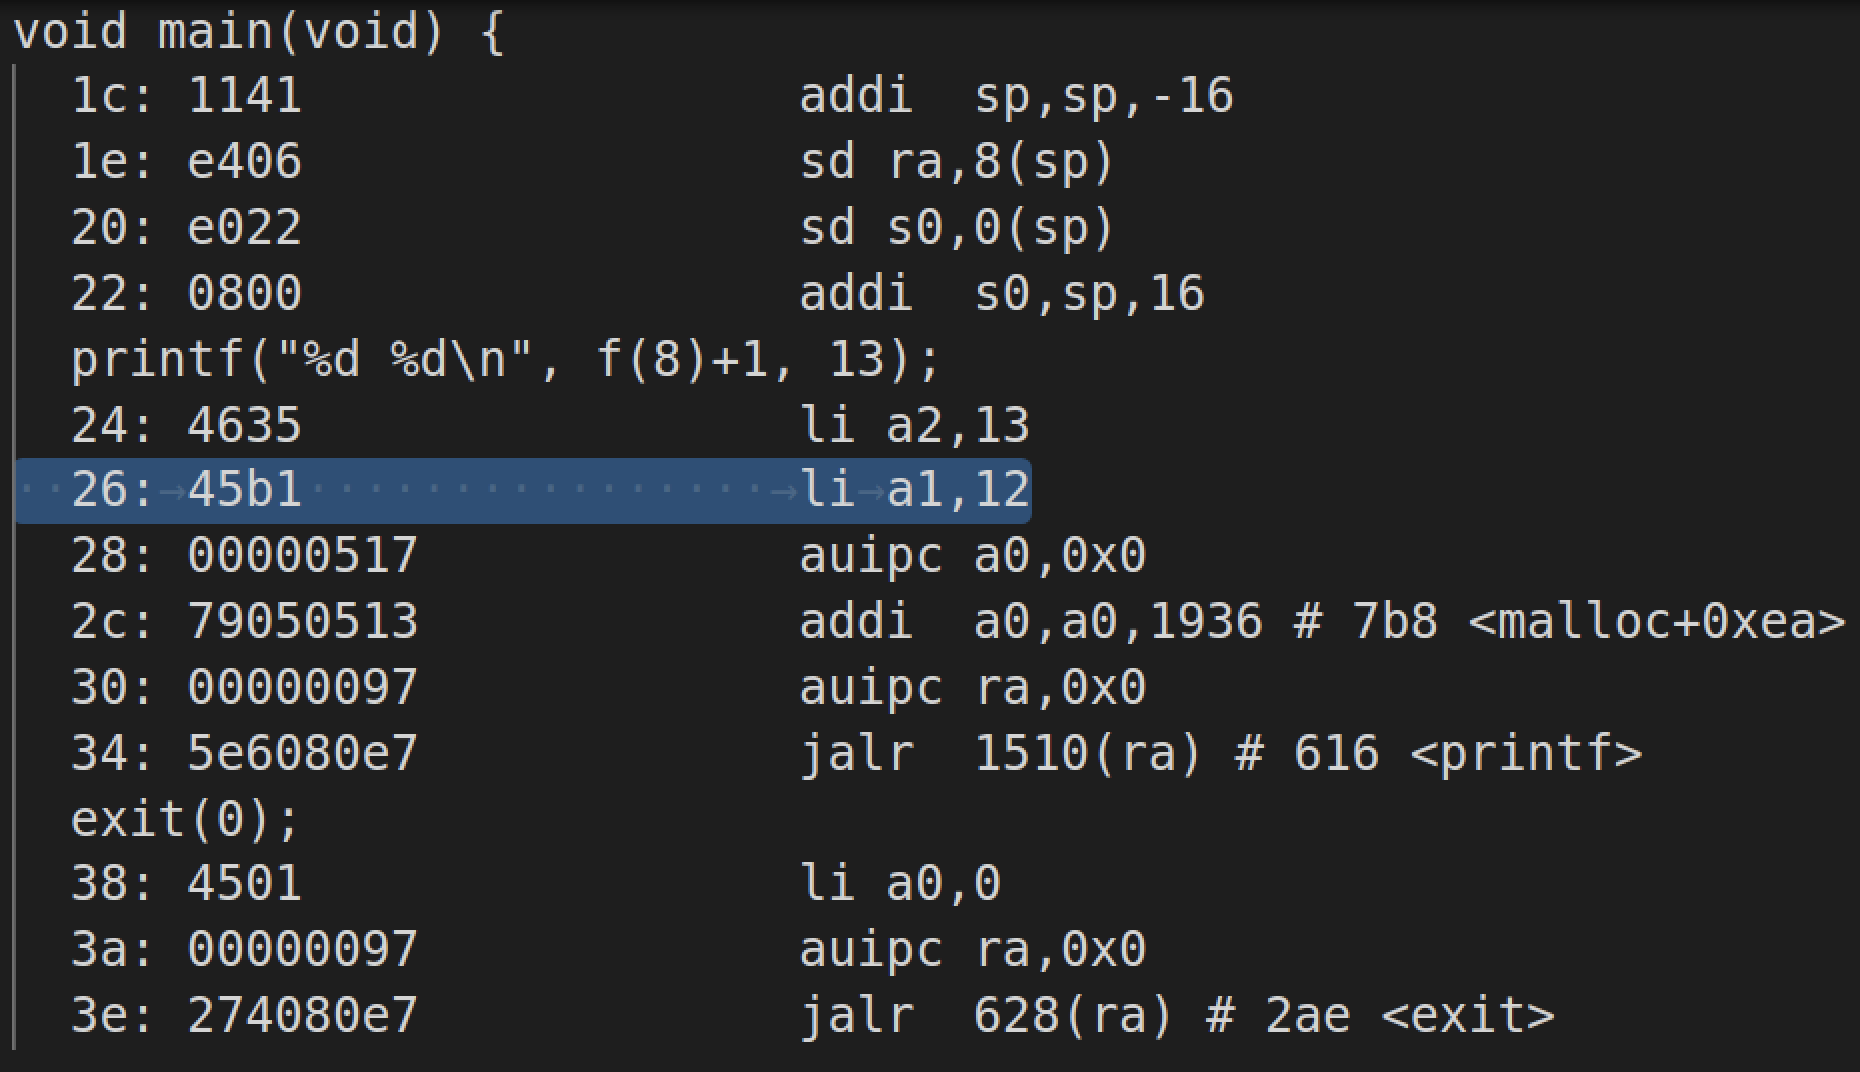 void main(void) {
  1c: 1141                 addi  sp,sp,-16
  1e: e406                 sd ra,8(sp)
  20: e022                 sd s0,0(sp)
  22: 0800                 addi  s0,sp,16
  printf("%d %d\n", f(8)+1, 13);
  24: 4635                 li a2,13
  26: 45b1                 li a1,12
  28: 00000517             auipc a0,0x0
  2c: 79050513             addi  a0,a0,1936 # 7b8 <malloc+0xea>
  30: 00000097             auipc ra,0x0
  34: 5e6080e7             jalr  1510(ra) # 616 <printf>
  exit(0);
  38: 4501                 li a0,0
  3a: 00000097             auipc ra,0x0
  3e: 274080e7             jalr  628(ra) # 2ae <exit>